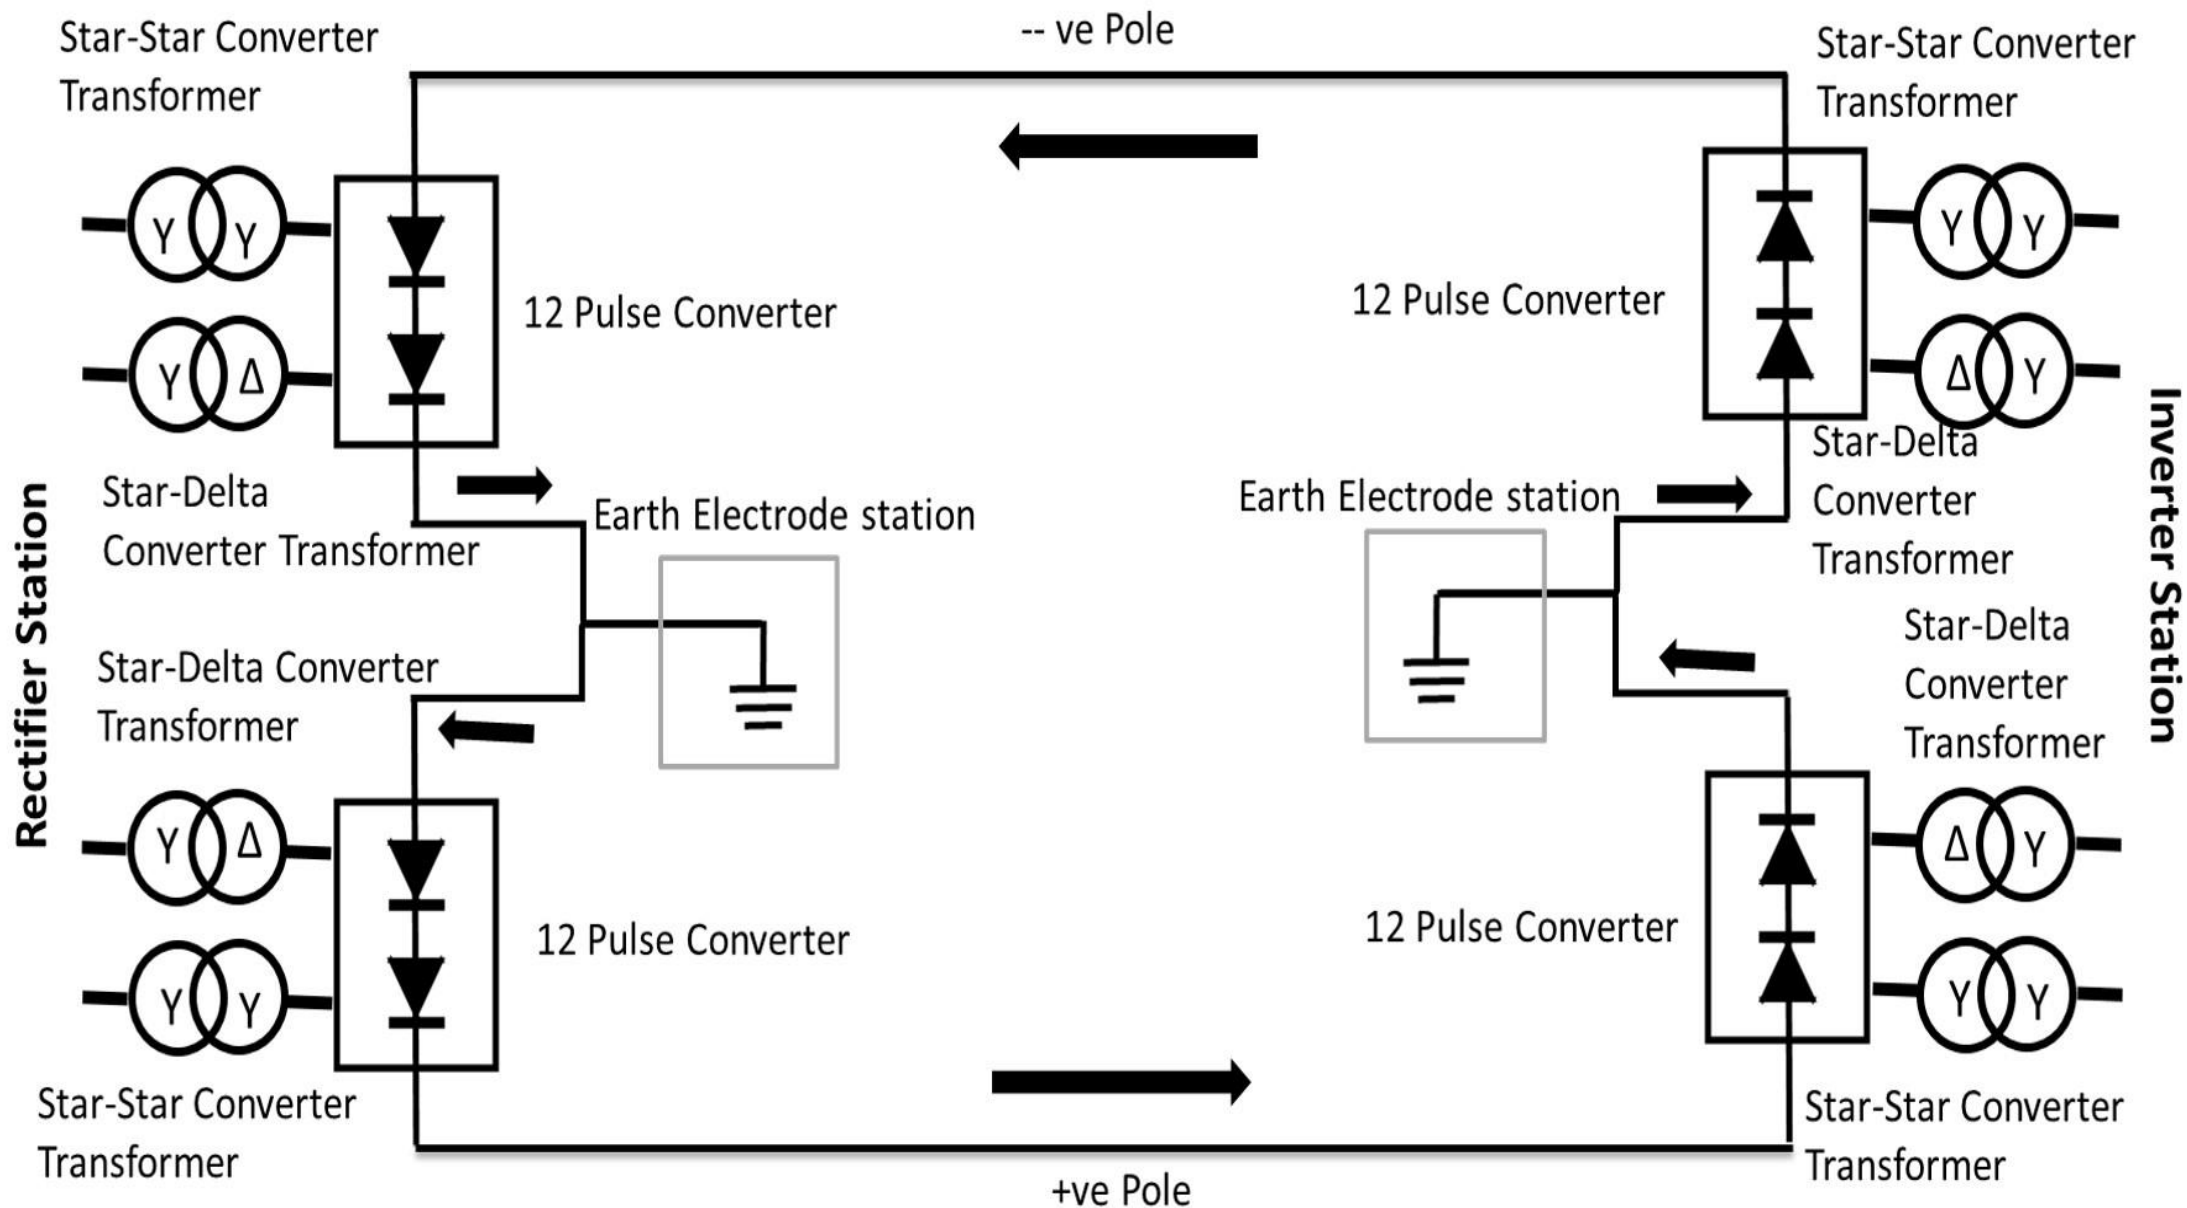 -- ve Pole
Star-Star Converter
Transformer
Star-Star Converter
Transformer
Y Y
Y Y
12 Pulse Converter
12 Pulse Converter
Y Δ
Δ Y
Star-Delta
Converter Transformer
Earth Electrode station
Earth Electrode station
Star-Delta
Converter
Transformer
Rectifier Station
Inverter Station
Star-Delta Converter
Transformer
Star-Delta
Converter
Transformer
Y Δ
Δ Y
12 Pulse Converter
12 Pulse Converter
Y Y
Y Y
Star-Star Converter
Transformer
Star-Star Converter
Transformer
+ve Pole